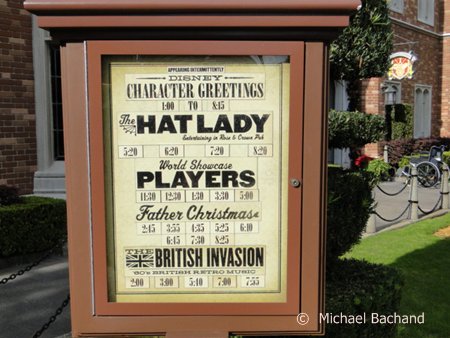 APPEARING INTERMITTENTLY
DISNEY
CHARACTER GREETINGS
1:00 TO 8:15
The HAT LADY
Entertaining in Rose & Crown Pub
5:20 6:20 7:20 8:20
World Showcase
PLAYERS
11:30 12:30 1:30 3:30 5:00
Father Christmas
2:45 3:55 4:35 5:25 6:10
6:45 7:30 8:25
THE BRITISH INVASION
60's BRITISH RETRO MUSIC
2:00 3:00 5:40 7:00 7:55
© Michael Bachand